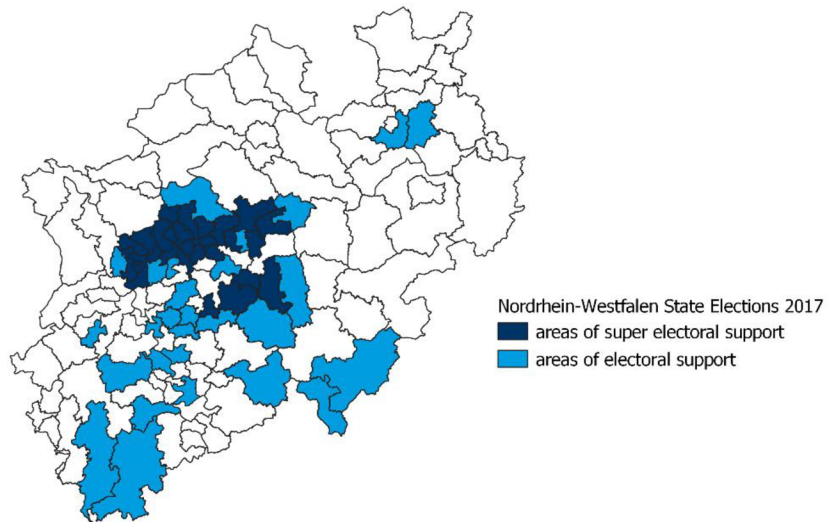 Nordrhein-Westfalen State Elections 2017
areas of super electoral support
areas of electoral support